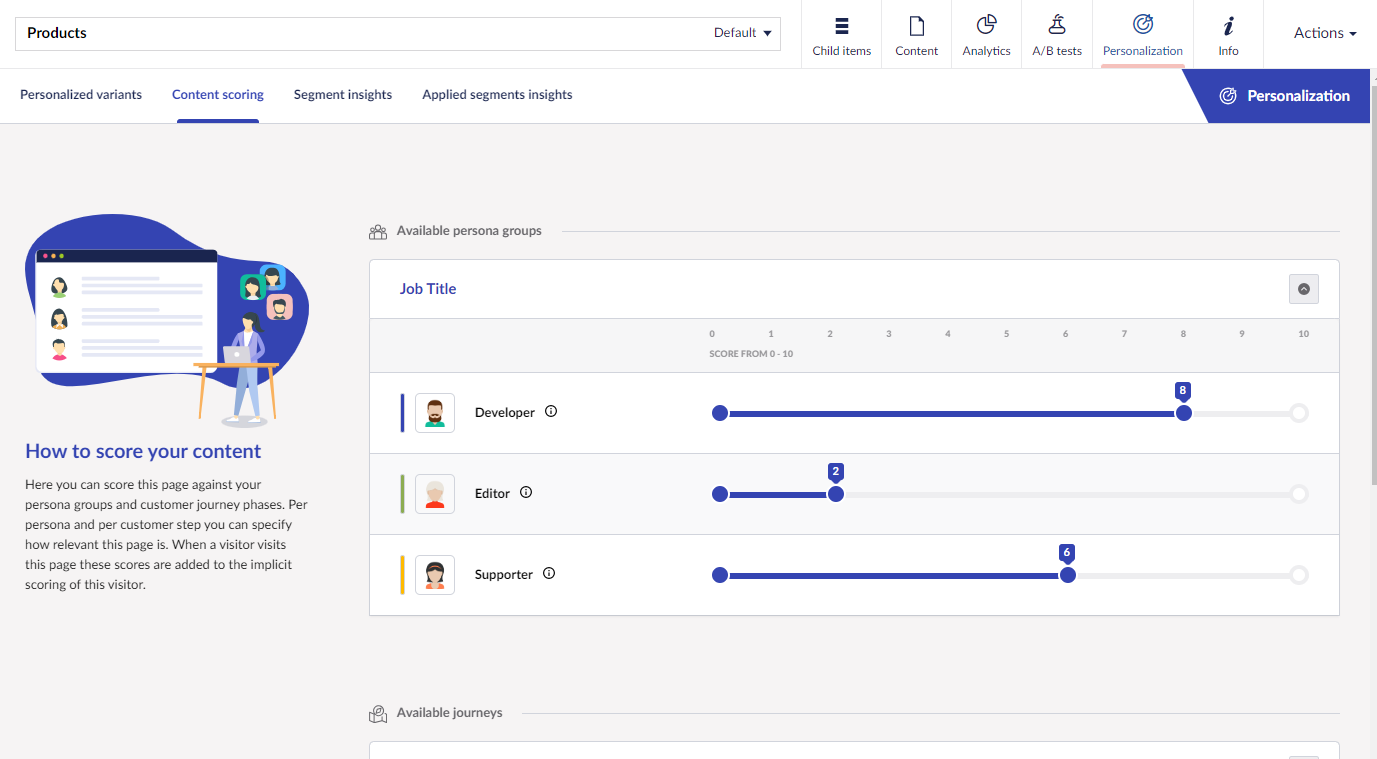 Products
Default
Child items
Content
Analytics
A/B tests
Personalization
Info
Actions
Personalized variants
Content scoring
Segment insights
Applied segments insights
Personalization
How to score your content
Here you can score this page against your
persona groups and customer journey phases. Per
persona and per customer step you can specify
how relevant this page is. When a visitor visits
this page these scores are added to the implicit
scoring of this visitor.
Available persona groups
Job Title
0 1 2 3 4 5 6 7 8 9 10
SCORE FROM 0 - 10
Developer
8
Editor
2
Supporter
6
Available journeys